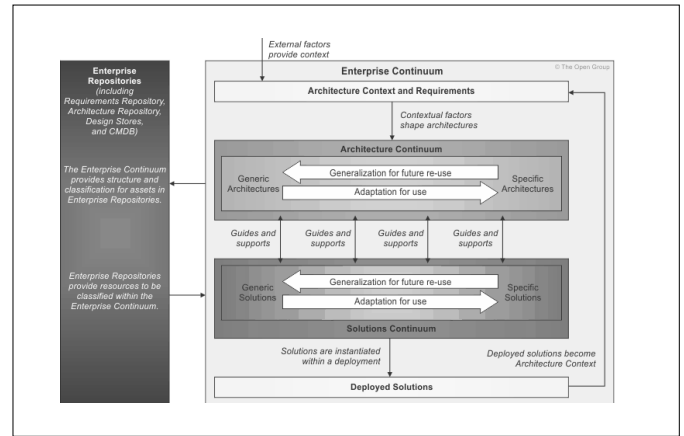 External factors
provide context
© The Open Group
Enterprise
Repositories
(including
Requirements Repository,
Architecture Repository,
Design Stores,
and CMDB)
The Enterprise Continuum
provides structure and
classification for assets in
Enterprise Repositories.
Enterprise Repositories
provide resources to be
classified within the
Enterprise Continuum.
Enterprise Continuum
Architecture Context and Requirements
Contextual factors
shape architectures
Architecture Continuum
Generic
Architectures
Generalization for future re-use
Adaptation for use
Specific
Architectures
Guides and
supports
Guides and
supports
Guides and
supports
Guides and
supports
Generic
Solutions
Generalization for future re-use
Adaptation for use
Specific
Solutions
Solutions Continuum
Solutions are instantiated
within a deployment
Deployed solutions become
Architecture Context
Deployed Solutions